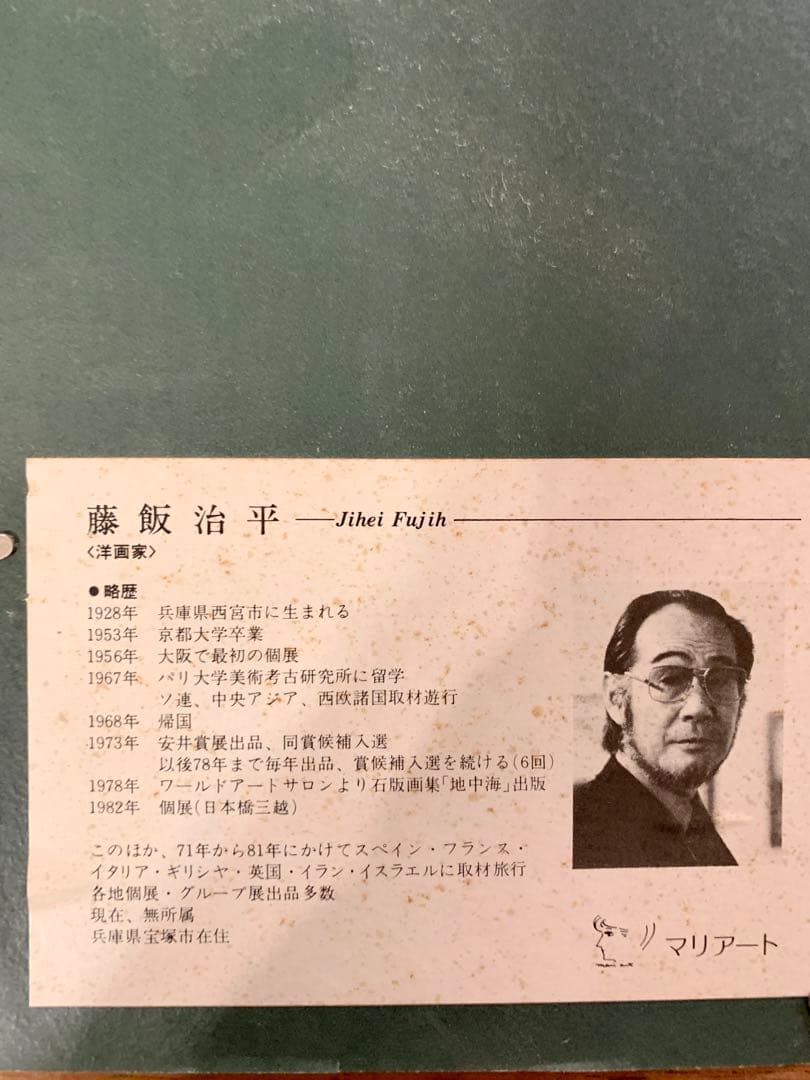 藤飯治平 Jihei Fujih
〈洋画家〉
●略歴
1928年 兵庫県西宮市に生まれる
1953年 京都大学卒業
1956年 大阪で最初の個展
1967年 パリ大学美術考古研究所に留学
ソ連、中央アジア、西欧諸国取材遊行
1968年 帰国
1973年 安井賞展出品、同賞候補入選
以後78年まで毎年出品、賞候補入選を続ける(6回)
1978年 ワールドアートサロンより石版画集「地中海」出版
1982年 個展(日本橋三越)
このほか、71年から81年にかけてスペイン・フランス・
イタリア・ギリシヤ・英国・イラン・イスラエルに取材旅行
各地個展・グループ展出品多数
現在、無所属
兵庫県宝塚市在住
マリアート